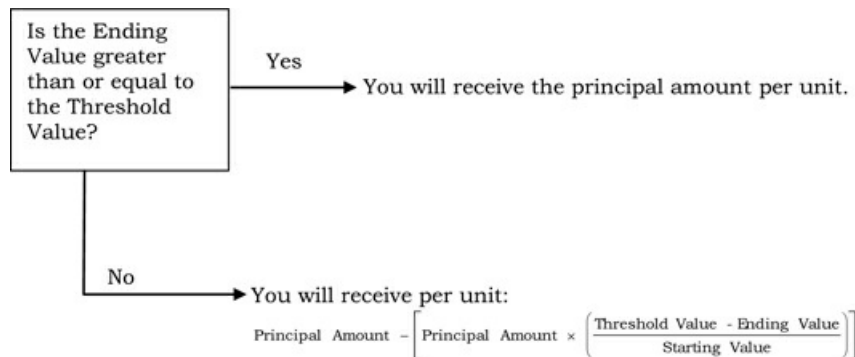 Is the Ending
Value greater
than or equal to
the Threshold
Value?
Yes
You will receive the principal amount per unit.
No
You will receive per unit:
Principal Amount − [Principal Amount × (Threshold Value - Ending Value
Starting Value)]